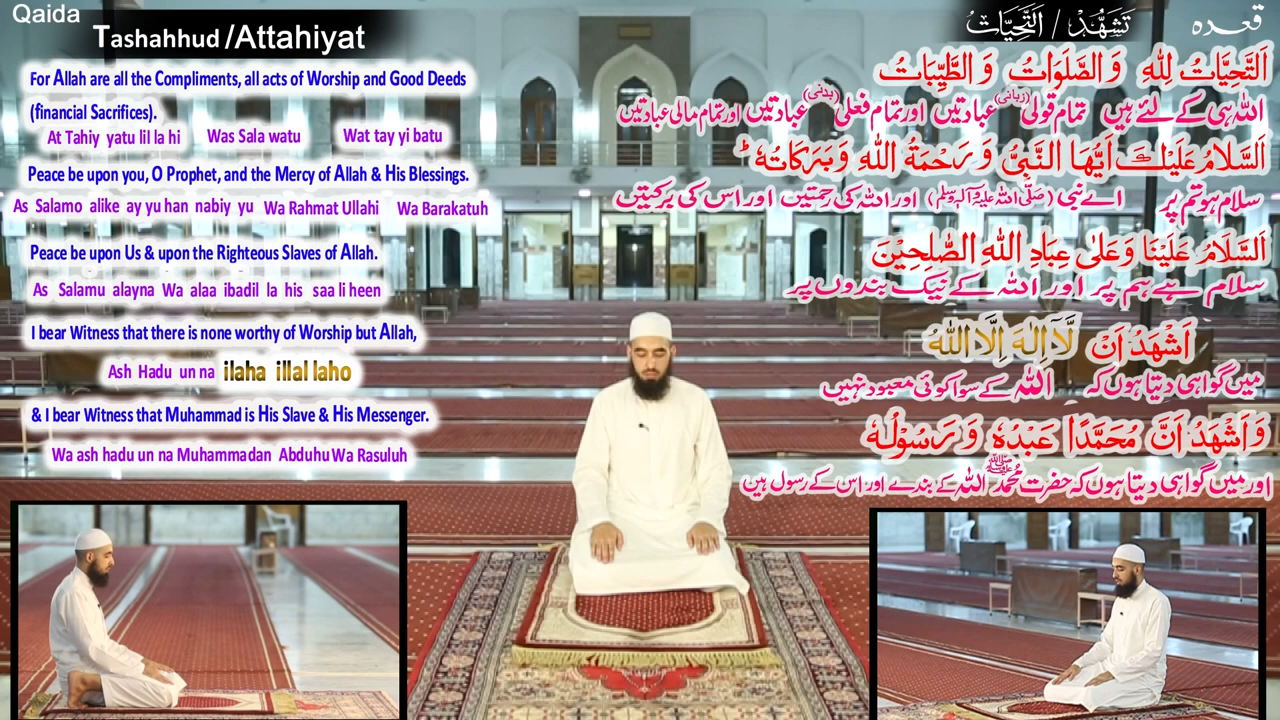 Qaida
Tashahhud /Attahiyat
For Allah are all the Compliments, all acts of Worship and Good Deeds
(financial Sacrifices).
At Tahiy yatu lil la hi Was Sala watu Wat tay yi batu
Peace be upon you, O Prophet, and the Mercy of Allah & His Blessings.
As Salamo alike ay yu han nabiy yu Wa Rahmat Ullahi Wa Barakatuh
Peace be upon Us & upon the Righteous Slaves of Allah.
As Salamu alayna Wa alaa ibadil la his saa li heen
I bear Witness that there is none worthy of Worship but Allah,
Ash Hadu un na ilaha illal laho
& I bear Witness that Muhammad is His Slave & His Messenger.
Wa ash hadu un na Muhammadan Abduhu Wa Rasuluh
قعدہ تَشَهُّدْ / اَلتَّحِيَّاتْ
اَلتَّحِيَّاتُ لِلّٰهِ وَالصَّلَوَاتُ وَالطَّيِّبَاتُ
اللہ ہی کے لئے ہیں تمام قولی (زبانی) عبادتیں اور تمام فعلی (بدنی) عبادتیں اور تمام مالی عبادتیں
اَلسَّلَامُ عَلَيْكَ اَيُّهَا النَّبِيُّ وَرَحْمَةُ اللهِ وَبَرَكَاتُهٗ ؕ
سلام ہو تم پر اے نبی (صلی اللہ علیہ وآلہ وسلم) اور اللہ کی رحمتیں اور اس کی برکتیں
اَلسَّلَامُ عَلَيْنَا وَعَلٰى عِبَادِ اللهِ الصّٰلِحِيْنَ
سلام ہے ہم پر اور اللہ کے نیک بندوں پر
اَشْهَدُ اَنْ لَّآ اِلٰهَ اِلَّا اللهُ
میں گواہی دیتا ہوں کہ اللہ کے سوا کوئی معبود نہیں
وَاَشْهَدُ اَنَّ مُحَمَّدًا عَبْدُهٗ وَرَسُوْلُهٗ
اور میں گواہی دیتا ہوں کہ حضرت محمد ﷺ اللہ کے بندے اور اس کے رسول ہیں